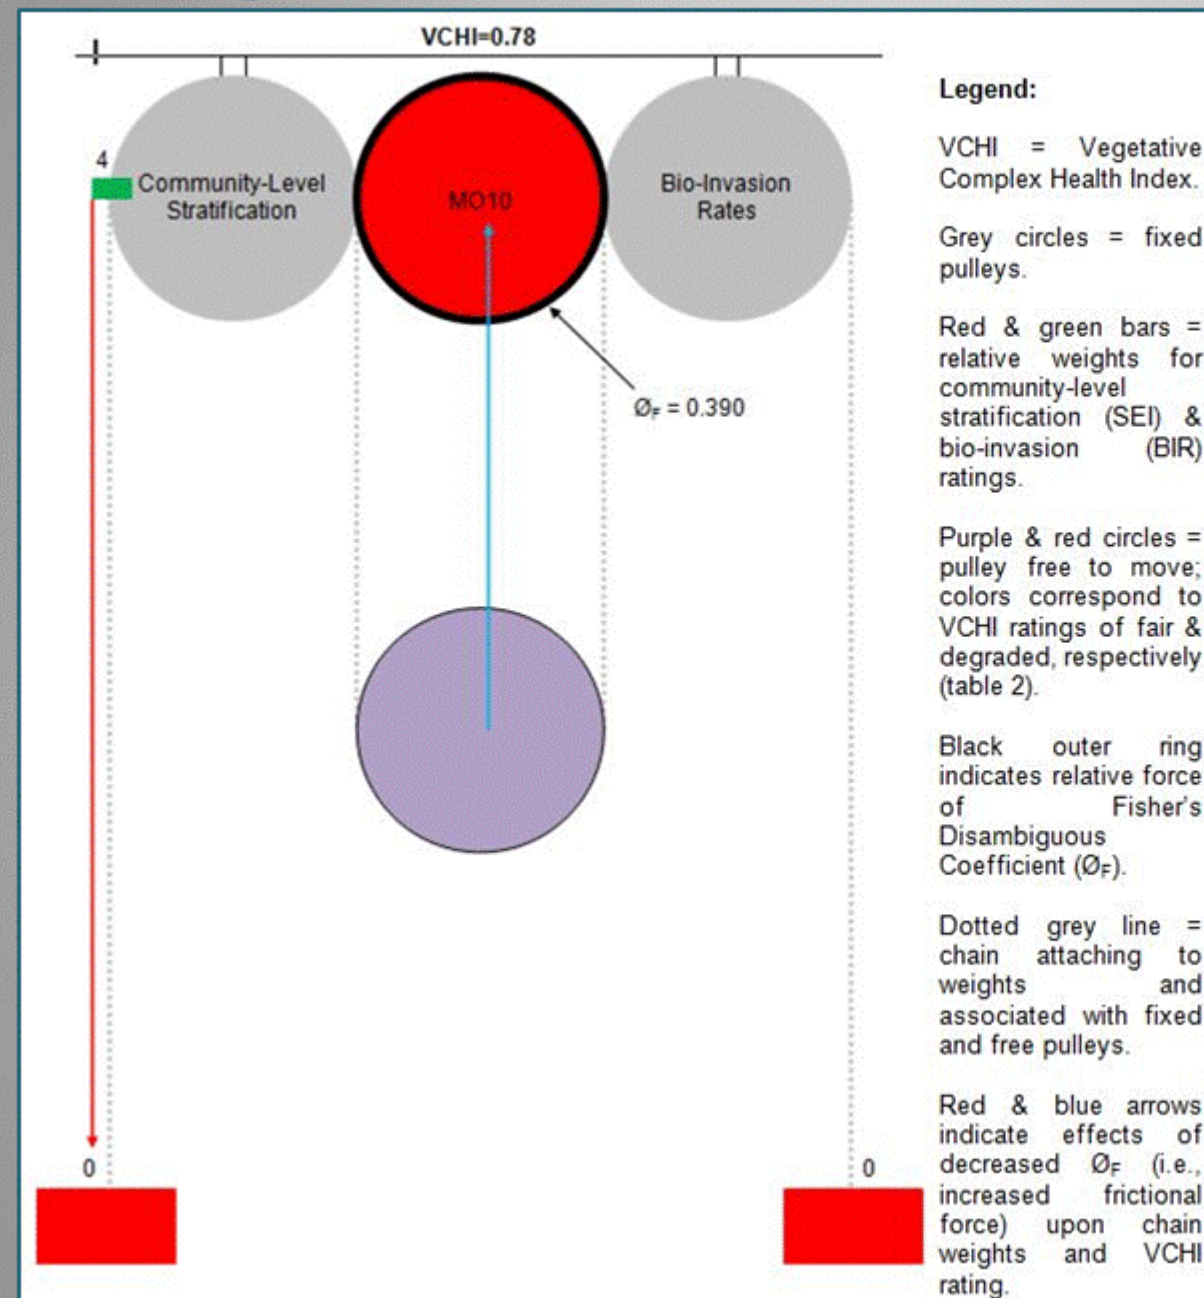 VCHI=0.78
4
Community-Level
Stratification
MO10
Bio-Invasion
Rates
ØF = 0.390
0
0
Legend:
VCHI = Vegetative
Complex Health Index.
Grey circles = fixed
pulleys.
Red & green bars =
relative weights for
community-level
stratification (SEI) &
bio-invasion (BIR)
ratings.
Purple & red circles =
pulley free to move;
colors correspond to
VCHI ratings of fair &
degraded, respectively
(table 2).
Black outer ring
indicates relative force
of Fisher's
Disambiguous
Coefficient (ØF).
Dotted grey line =
chain attaching to
weights and
associated with fixed
and free pulleys.
Red & blue arrows
indicate effects of
decreased ØF (i.e.,
increased frictional
force) upon chain
weights and VCHI
rating.